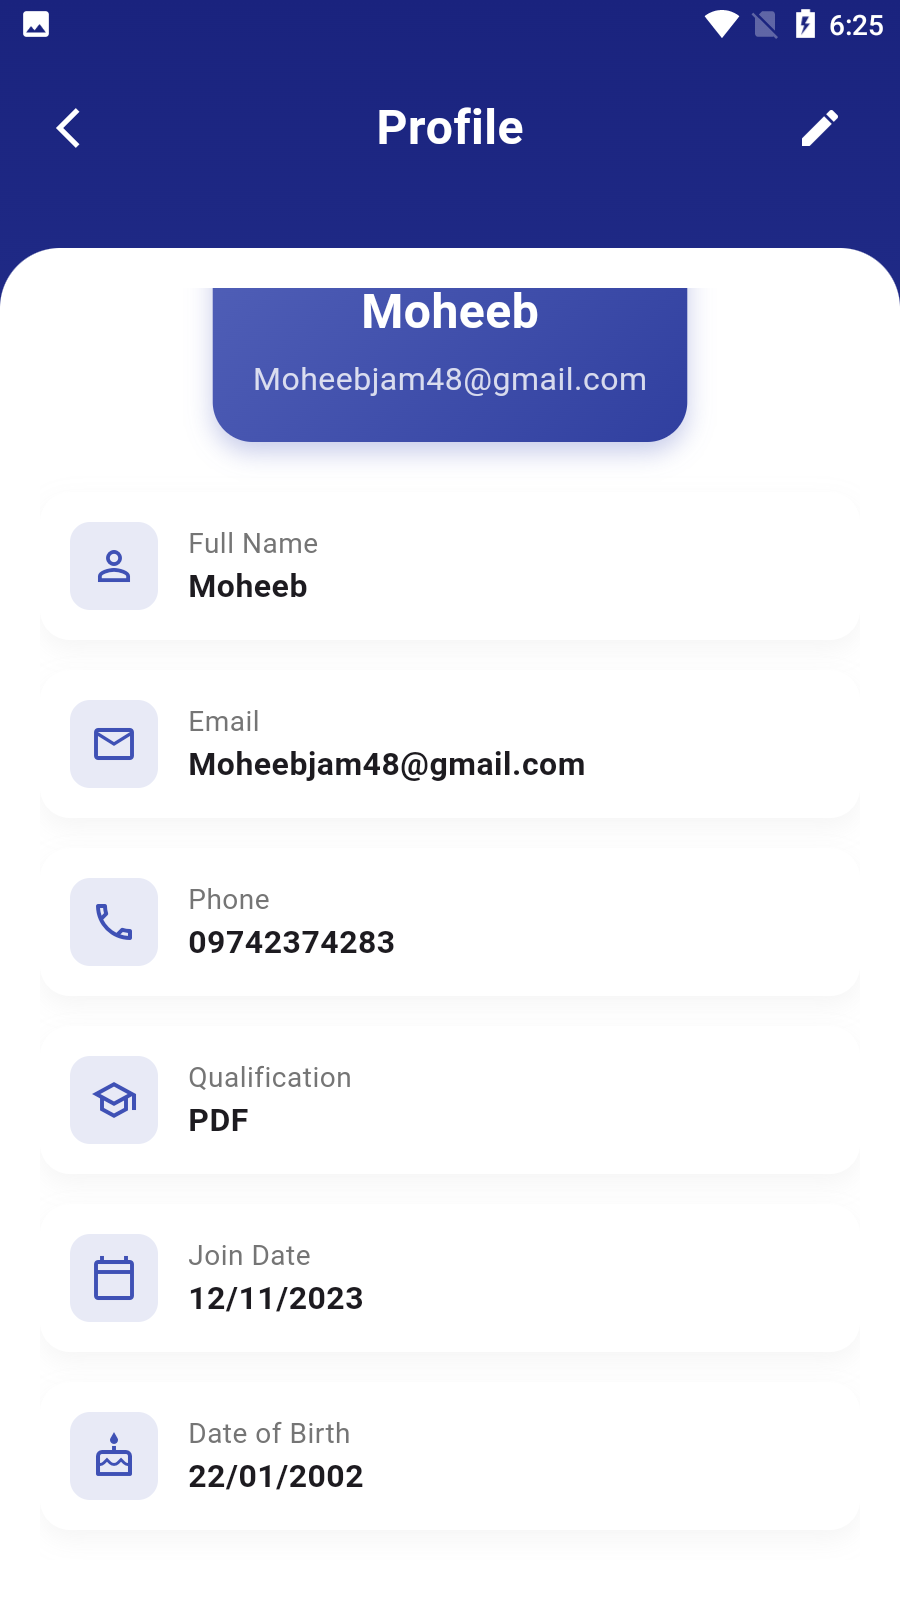 6:25
Profile
Moheeb
Moheebjam48@gmail.com
Full Name
Moheeb
Email
Moheebjam48@gmail.com
Phone
09742374283
Qualification
PDF
Join Date
12/11/2023
Date of Birth
22/01/2002